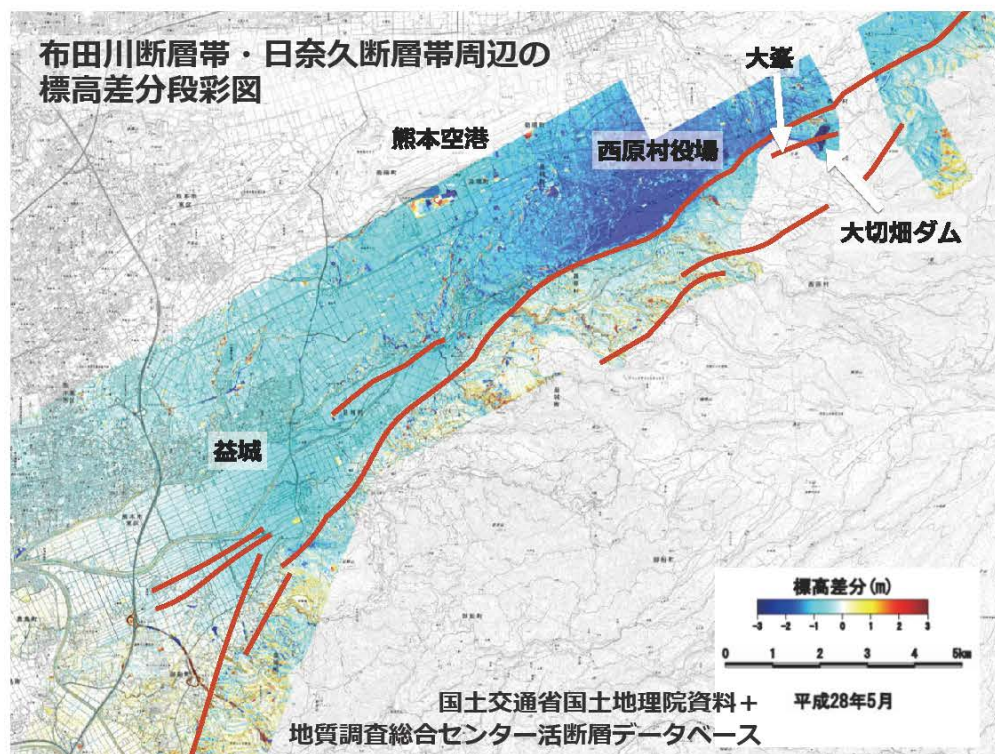 布田川断層帯・日奈久断層帯周辺の
標高差分段彩図
大峯
熊本空港
西原村役場
大切畑ダム
益城
標高差分(m)
-3 -2 -1 0 1 2 3
0 1 2 3 4 5km
平成28年5月
国土交通省国土地理院資料＋
地質調査総合センター活断層データベース